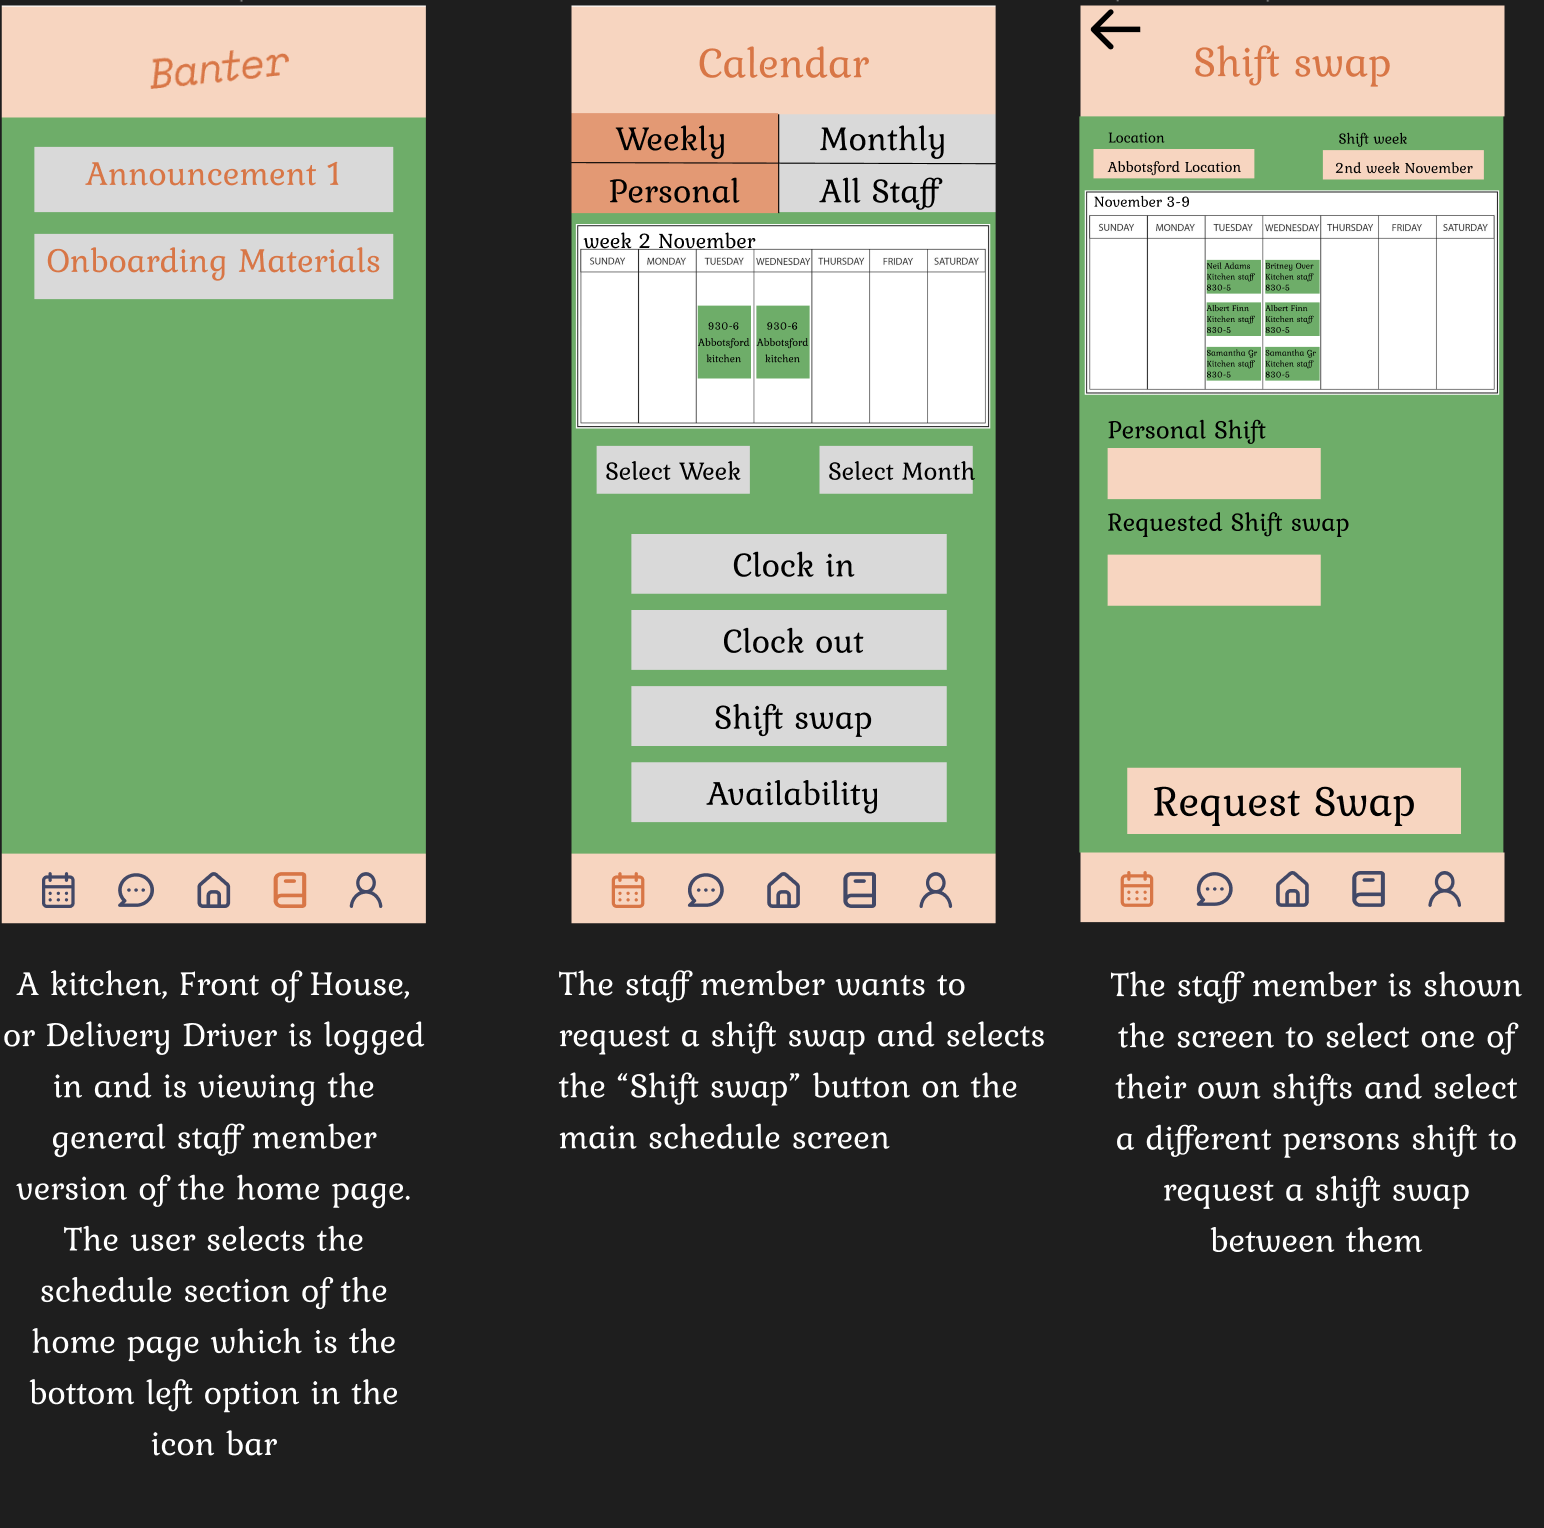 Banter
Announcement 1
Onboarding Materials
A kitchen, Front of House,
or Delivery Driver is logged
in and is viewing the
general staff member
version of the home page.
The user selects the
schedule section of the
home page which is the
bottom left option in the
icon bar
Calendar
Weekly
Monthly
Personal
All Staff
week 2 November
SUNDAY MONDAY TUESDAY WEDNESDAY THURSDAY FRIDAY SATURDAY
930-6 930-6
Abbotsford Abbotsford
kitchen kitchen
Select Week
Select Month
Clock in
Clock out
Shift swap
Availability
The staff member wants to
request a shift swap and selects
the “Shift swap” button on the
main schedule screen
Shift swap
Location
Shift week
Abbotsford Location
2nd week November
November 3-9
SUNDAY MONDAY TUESDAY WEDNESDAY THURSDAY FRIDAY SATURDAY
Neil Adams Britney Over
Kitchen staff Kitchen staff
830-5 830-5
Albert Finn Albert Finn
Kitchen staff Kitchen staff
830-5 830-5
Samantha Gr Samantha Gr
Kitchen staff Kitchen staff
830-5 830-5
Personal Shift
Requested Shift swap
Request Swap
The staff member is shown
the screen to select one of
their own shifts and select
a different persons shift to
request a shift swap
between them